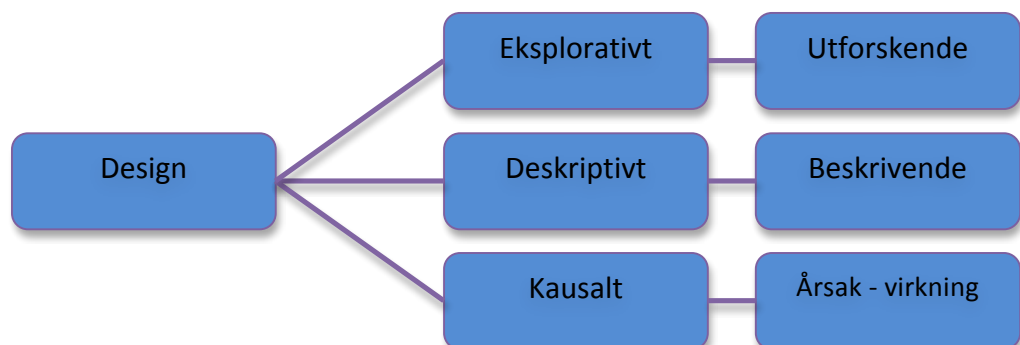 Eksplorativt
Utforskende
Design
Deskriptivt
Beskrivende
Kausalt
Årsak - virkning